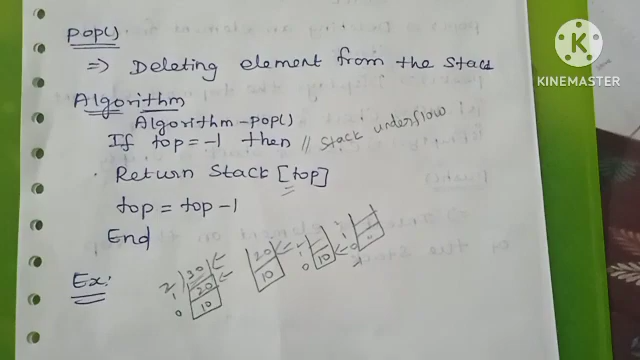 POP()
⇒ Deleting element from the stack
Algorithm
Algorithm-pop()
If top = -1 then // stack underflow
Return Stack [top]
top = top - 1
End
Ex:
2 30
1 20
0 10
20
10
1
0 10
1
0
-1
K
KINEMASTER